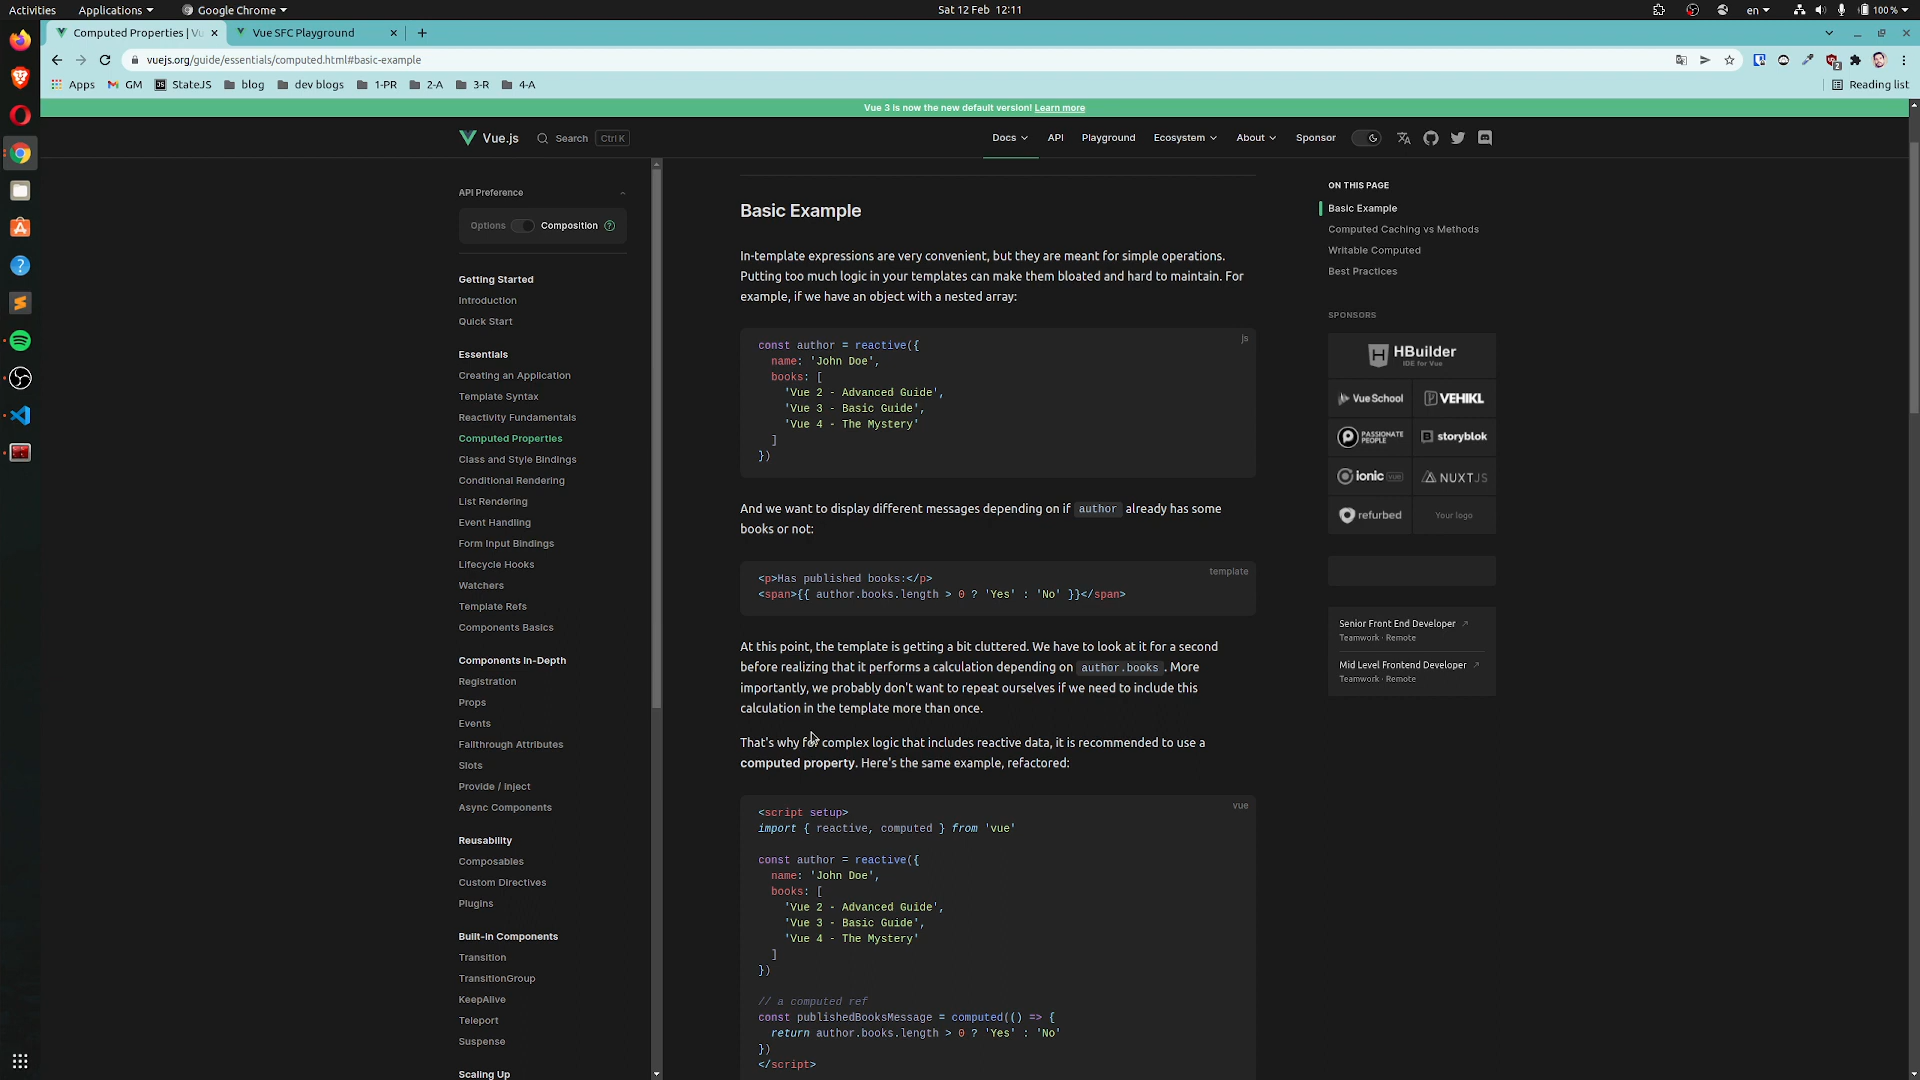 Activities
Applications
Google Chrome
Sat 12 Feb 12:11
en
100 %
Computed Properties | Vu
Vue SFC Playground
vuejs.org/guide/essentials/computed.html#basic-example
Apps
GM
StateJS
blog
dev blogs
1-PR
2-A
3-R
4-A
Reading list
Vue 3 is now the new default version! Learn more
Vue.js
Search
Ctrl K
Docs
API
Playground
Ecosystem
About
Sponsor
API Preference
Options
Composition
Getting Started
Introduction
Quick Start
Essentials
Creating an Application
Template Syntax
Reactivity Fundamentals
Computed Properties
Class and Style Bindings
Conditional Rendering
List Rendering
Event Handling
Form Input Bindings
Lifecycle Hooks
Watchers
Template Refs
Components Basics
Components In-Depth
Registration
Props
Events
Fallthrough Attributes
Slots
Provide / Inject
Async Components
Reusability
Composables
Custom Directives
Plugins
Built-in Components
Transition
TransitionGroup
KeepAlive
Teleport
Suspense
Scaling Up
Basic Example
In-template expressions are very convenient, but they are meant for simple operations.
Putting too much logic in your templates can make them bloated and hard to maintain. For
example, if we have an object with a nested array:
js
const author = reactive({
name: 'John Doe',
books: [
'Vue 2 - Advanced Guide',
'Vue 3 - Basic Guide',
'Vue 4 - The Mystery'
]
})
And we want to display different messages depending on if author already has some
books or not:
template
<p>Has published books:</p>
<span>{{ author.books.length > 0 ? 'Yes' : 'No' }}</span>
At this point, the template is getting a bit cluttered. We have to look at it for a second
before realizing that it performs a calculation depending on author.books. More
importantly, we probably don't want to repeat ourselves if we need to include this
calculation in the template more than once.
That's why for complex logic that includes reactive data, it is recommended to use a
computed property. Here's the same example, refactored:
vue
<script setup>
import { reactive, computed } from 'vue'
const author = reactive({
name: 'John Doe',
books: [
'Vue 2 - Advanced Guide',
'Vue 3 - Basic Guide',
'Vue 4 - The Mystery'
]
})
// a computed ref
const publishedBooksMessage = computed(() => {
return author.books.length > 0 ? 'Yes' : 'No'
})
</script>
ON THIS PAGE
Basic Example
Computed Caching vs Methods
Writable Computed
Best Practices
SPONSORS
HBuilder
IDE for Vue
Vue School
VEHIKL
PASSIONATE
PEOPLE
storyblok
ionic vue
NUXTJS
refurbed
Your logo
Senior Front End Developer
Teamwork · Remote
Mid Level Frontend Developer
Teamwork · Remote